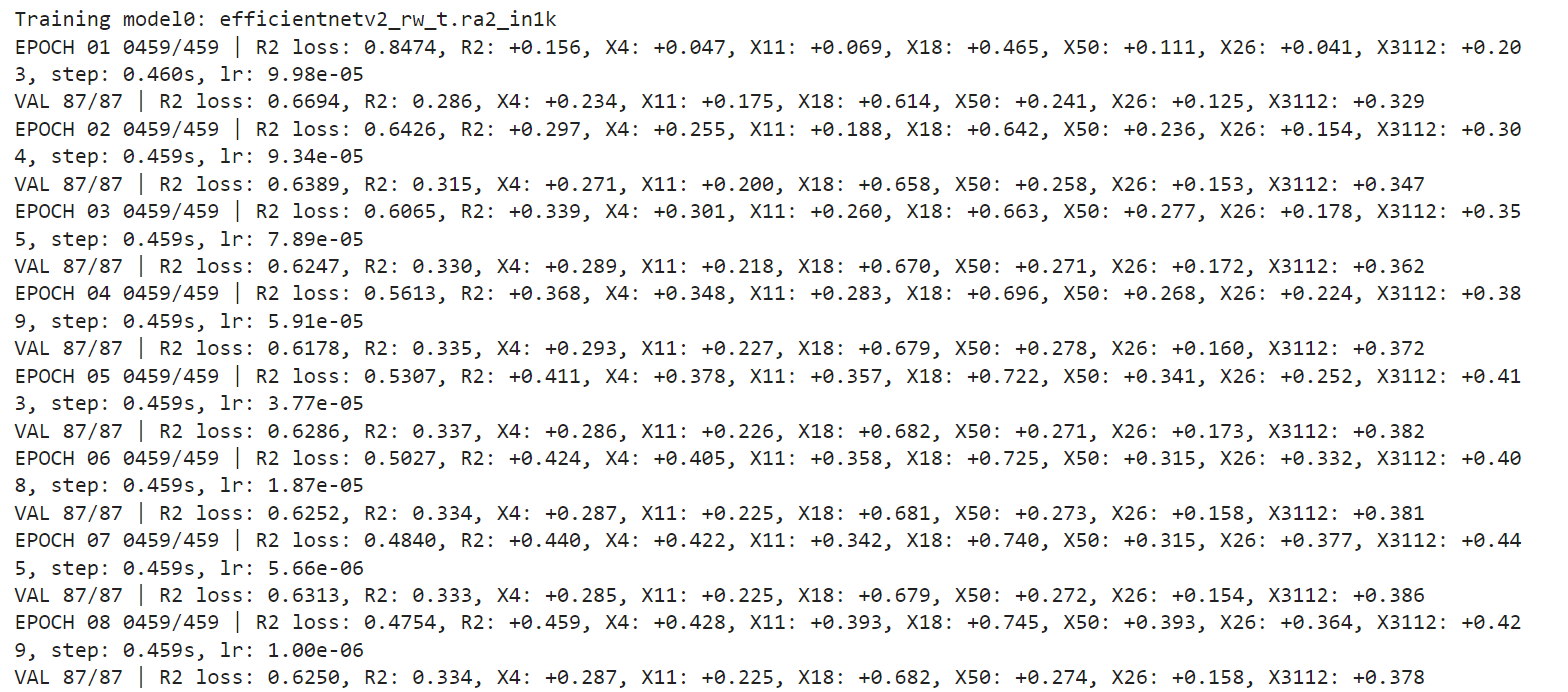 Training model0: efficientnetv2_rw_t.ra2_in1k
EPOCH 01 0459/459 | R2 loss: 0.8474, R2: +0.156, X4: +0.047, X11: +0.069, X18: +0.465, X50: +0.111, X26: +0.041, X3112: +0.20
3, step: 0.460s, lr: 9.98e-05
VAL 87/87 | R2 loss: 0.6694, R2: 0.286, X4: +0.234, X11: +0.175, X18: +0.614, X50: +0.241, X26: +0.125, X3112: +0.329
EPOCH 02 0459/459 | R2 loss: 0.6426, R2: +0.297, X4: +0.255, X11: +0.188, X18: +0.642, X50: +0.236, X26: +0.154, X3112: +0.30
4, step: 0.459s, lr: 9.34e-05
VAL 87/87 | R2 loss: 0.6389, R2: 0.315, X4: +0.271, X11: +0.200, X18: +0.658, X50: +0.258, X26: +0.153, X3112: +0.347
EPOCH 03 0459/459 | R2 loss: 0.6065, R2: +0.339, X4: +0.301, X11: +0.260, X18: +0.663, X50: +0.277, X26: +0.178, X3112: +0.35
5, step: 0.459s, lr: 7.89e-05
VAL 87/87 | R2 loss: 0.6247, R2: 0.330, X4: +0.289, X11: +0.218, X18: +0.670, X50: +0.271, X26: +0.172, X3112: +0.362
EPOCH 04 0459/459 | R2 loss: 0.5613, R2: +0.368, X4: +0.348, X11: +0.283, X18: +0.696, X50: +0.268, X26: +0.224, X3112: +0.38
9, step: 0.459s, lr: 5.91e-05
VAL 87/87 | R2 loss: 0.6178, R2: 0.335, X4: +0.293, X11: +0.227, X18: +0.679, X50: +0.278, X26: +0.160, X3112: +0.372
EPOCH 05 0459/459 | R2 loss: 0.5307, R2: +0.411, X4: +0.378, X11: +0.357, X18: +0.722, X50: +0.341, X26: +0.252, X3112: +0.41
3, step: 0.459s, lr: 3.77e-05
VAL 87/87 | R2 loss: 0.6286, R2: 0.337, X4: +0.286, X11: +0.226, X18: +0.682, X50: +0.271, X26: +0.173, X3112: +0.382
EPOCH 06 0459/459 | R2 loss: 0.5027, R2: +0.424, X4: +0.405, X11: +0.358, X18: +0.725, X50: +0.315, X26: +0.332, X3112: +0.40
8, step: 0.459s, lr: 1.87e-05
VAL 87/87 | R2 loss: 0.6252, R2: 0.334, X4: +0.287, X11: +0.225, X18: +0.681, X50: +0.273, X26: +0.158, X3112: +0.381
EPOCH 07 0459/459 | R2 loss: 0.4840, R2: +0.440, X4: +0.422, X11: +0.342, X18: +0.740, X50: +0.315, X26: +0.377, X3112: +0.44
5, step: 0.459s, lr: 5.66e-06
VAL 87/87 | R2 loss: 0.6313, R2: 0.333, X4: +0.285, X11: +0.225, X18: +0.679, X50: +0.272, X26: +0.154, X3112: +0.386
EPOCH 08 0459/459 | R2 loss: 0.4754, R2: +0.459, X4: +0.428, X11: +0.393, X18: +0.745, X50: +0.393, X26: +0.364, X3112: +0.42
9, step: 0.459s, lr: 1.00e-06
VAL 87/87 | R2 loss: 0.6250, R2: 0.334, X4: +0.287, X11: +0.225, X18: +0.682, X50: +0.274, X26: +0.158, X3112: +0.378